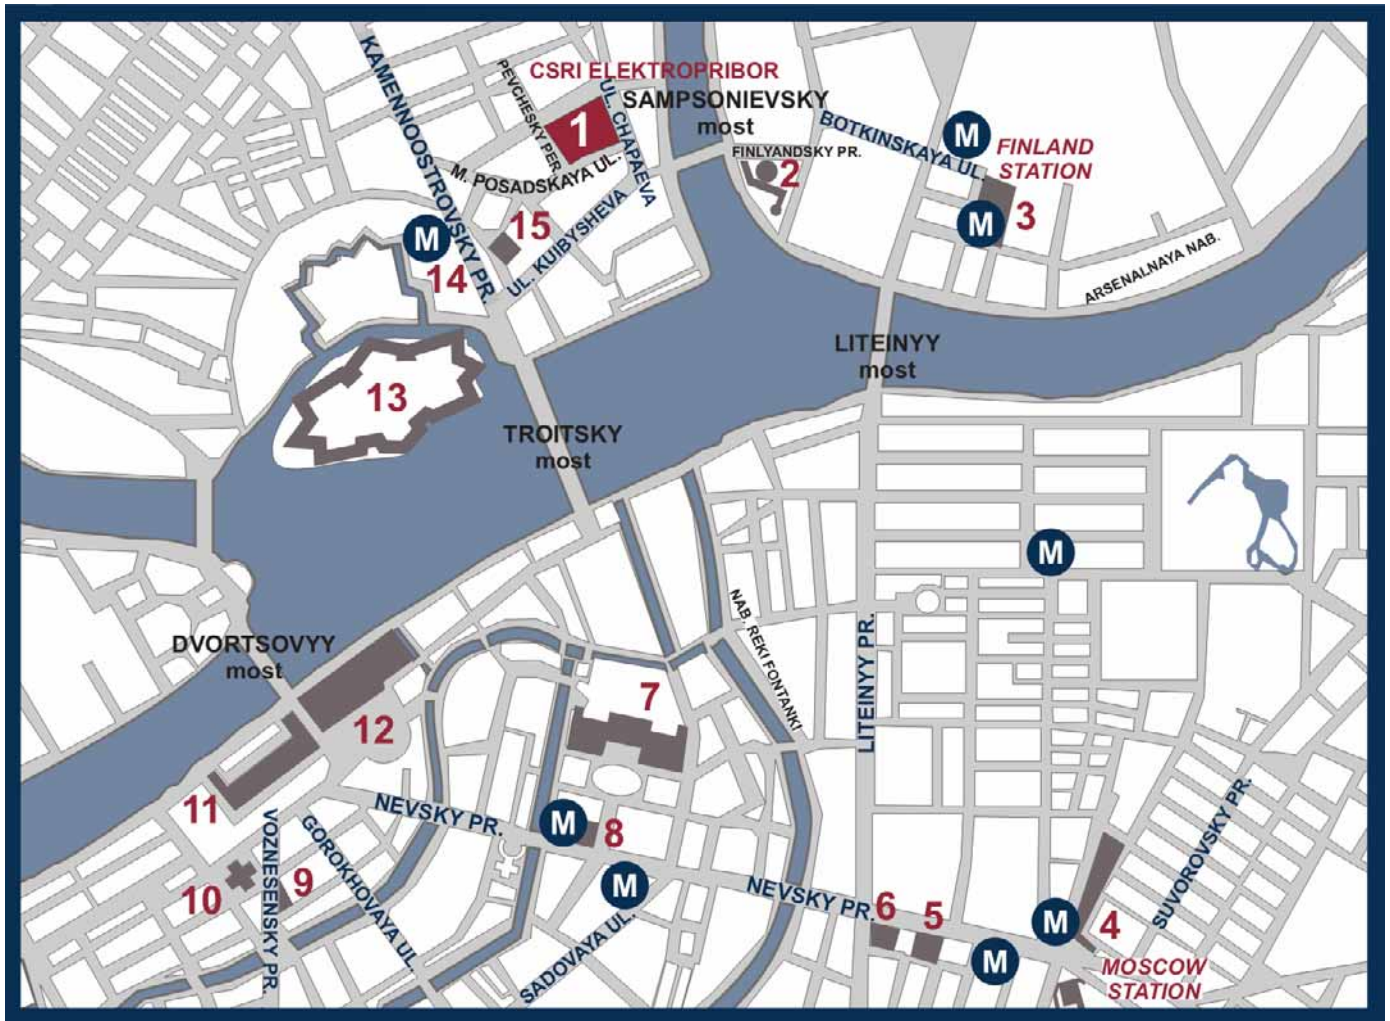 KAMENNOOSTROVSKY PR.
PEVCHESKY PER.
CSRI ELEKTROPRIBOR
1
UL. CHAPAEVA
SAMPSONIEVSKY
most
M. POSADSKAYA UL.
FINLYANDSKY PR.
2
BOTKINSKAYA UL.
M
FINLAND
STATION
M
3
ARSENALNAYA NAB.
15
UL. KUIBYSHEVA
M
14
13
LITEINYY
most
TROITSKY
most
M
DVORTSOVYY
most
NAB. REKI FONTANKI
LITEINYY PR.
7
12
11
NEVSKY PR.
M
8
VOZNESENSKY PR.
GOROKHOVAYA UL.
9
10
M
SADOVAYA UL.
NEVSKY PR.
6
5
M
M
4
SUVOROVSKY PR.
MOSCOW
STATION